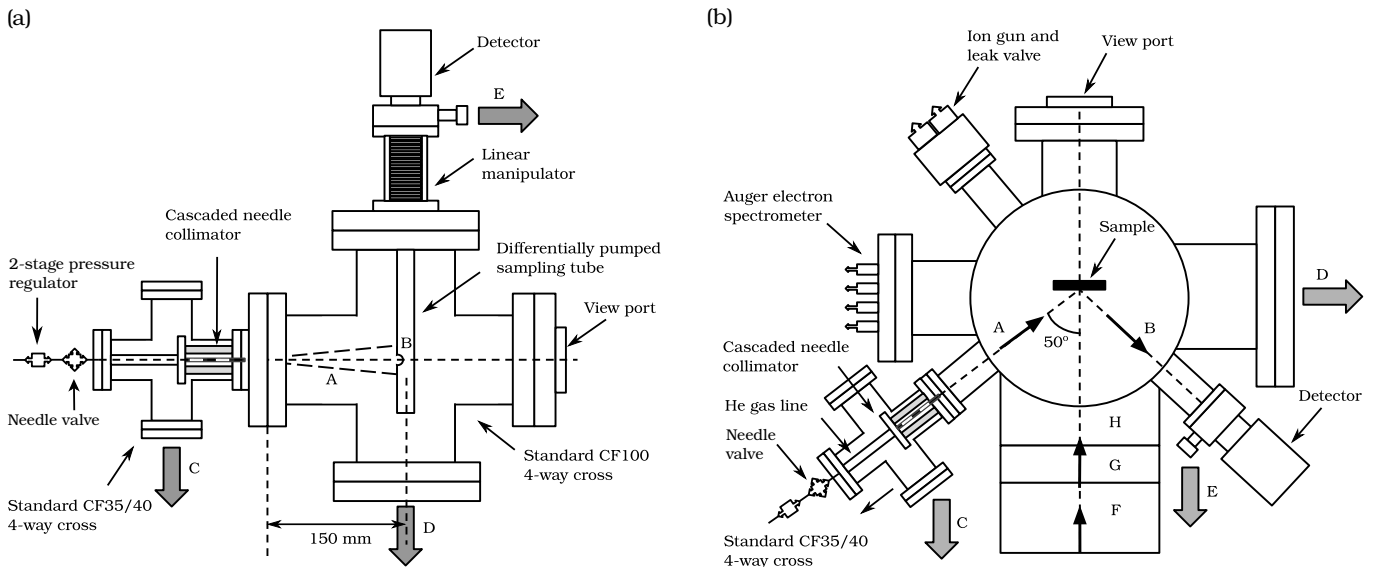 (a)
Detector
E
Linear
manipulator
Cascaded needle
collimator
Differentially pumped
sampling tube
2-stage pressure
regulator
View port
B
A
Needle valve
Standard CF100
4-way cross
C
Standard CF35/40
4-way cross
D
150 mm
(b)
Ion gun and
leak valve
View port
Auger electron
spectrometer
Sample
D
A
B
50°
Cascaded needle
collimator
He gas line
Detector
Needle
valve
H
G
E
F
C
Standard CF35/40
4-way cross